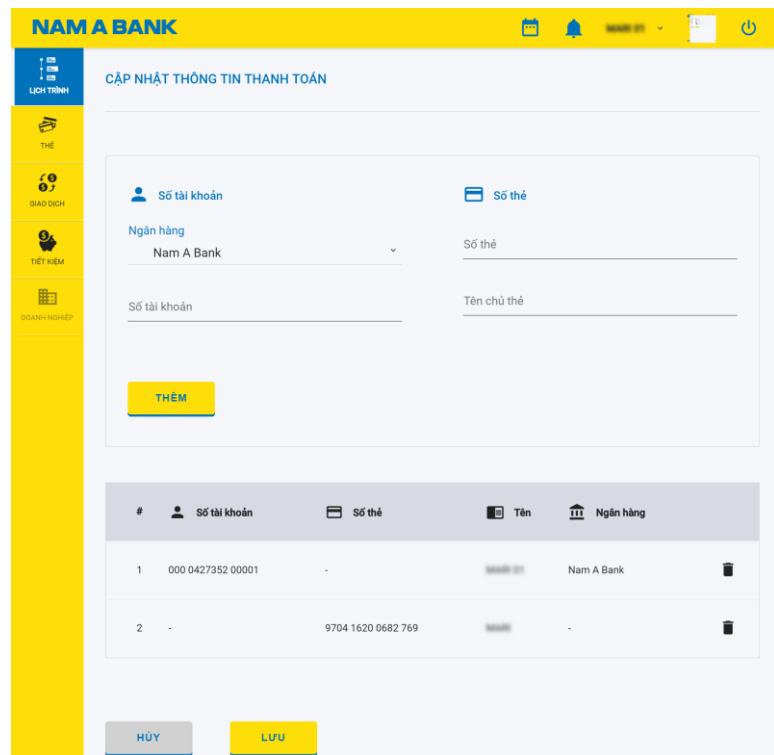 NAM A BANK
LỊCH TRÌNH
THẺ
GIAO DỊCH
TIẾT KIỆM
DOANH NGHIỆP
CẬP NHẬT THÔNG TIN THANH TOÁN
Số tài khoản
Số thẻ
Ngân hàng
Nam A Bank
Số thẻ
Số tài khoản
Tên chủ thẻ
THÊM
# Số tài khoản Số thẻ Tên Ngân hàng
1 000 0427352 00001 - Nam A Bank
2 - 9704 1620 0682 769 -
HỦY LƯU